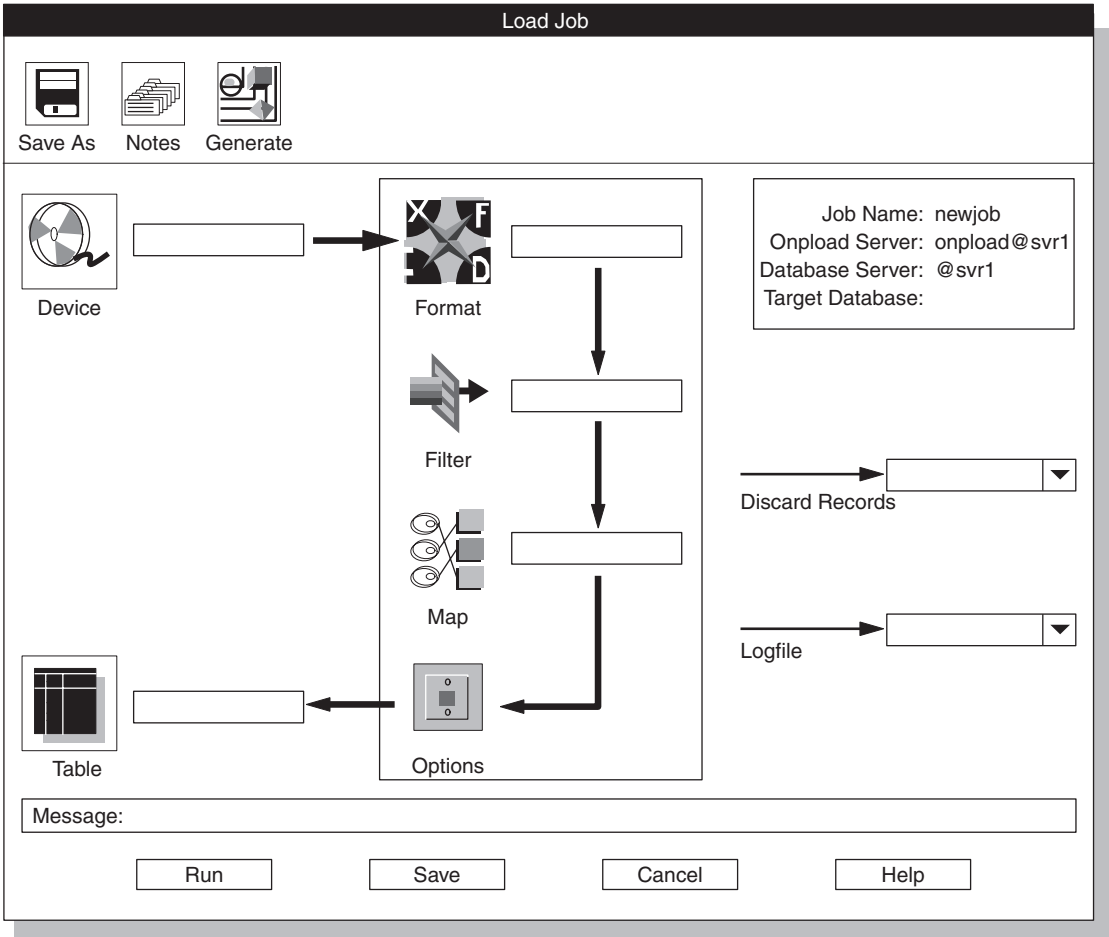 Load Job
Save As
Notes
Generate
Device
X F
L D
Format
Job Name: newjob
Onpload Server: onpload@svr1
Database Server: @svr1
Target Database:
Filter
Discard Records
Map
Logfile
Table
Options
Message:
Run
Save
Cancel
Help